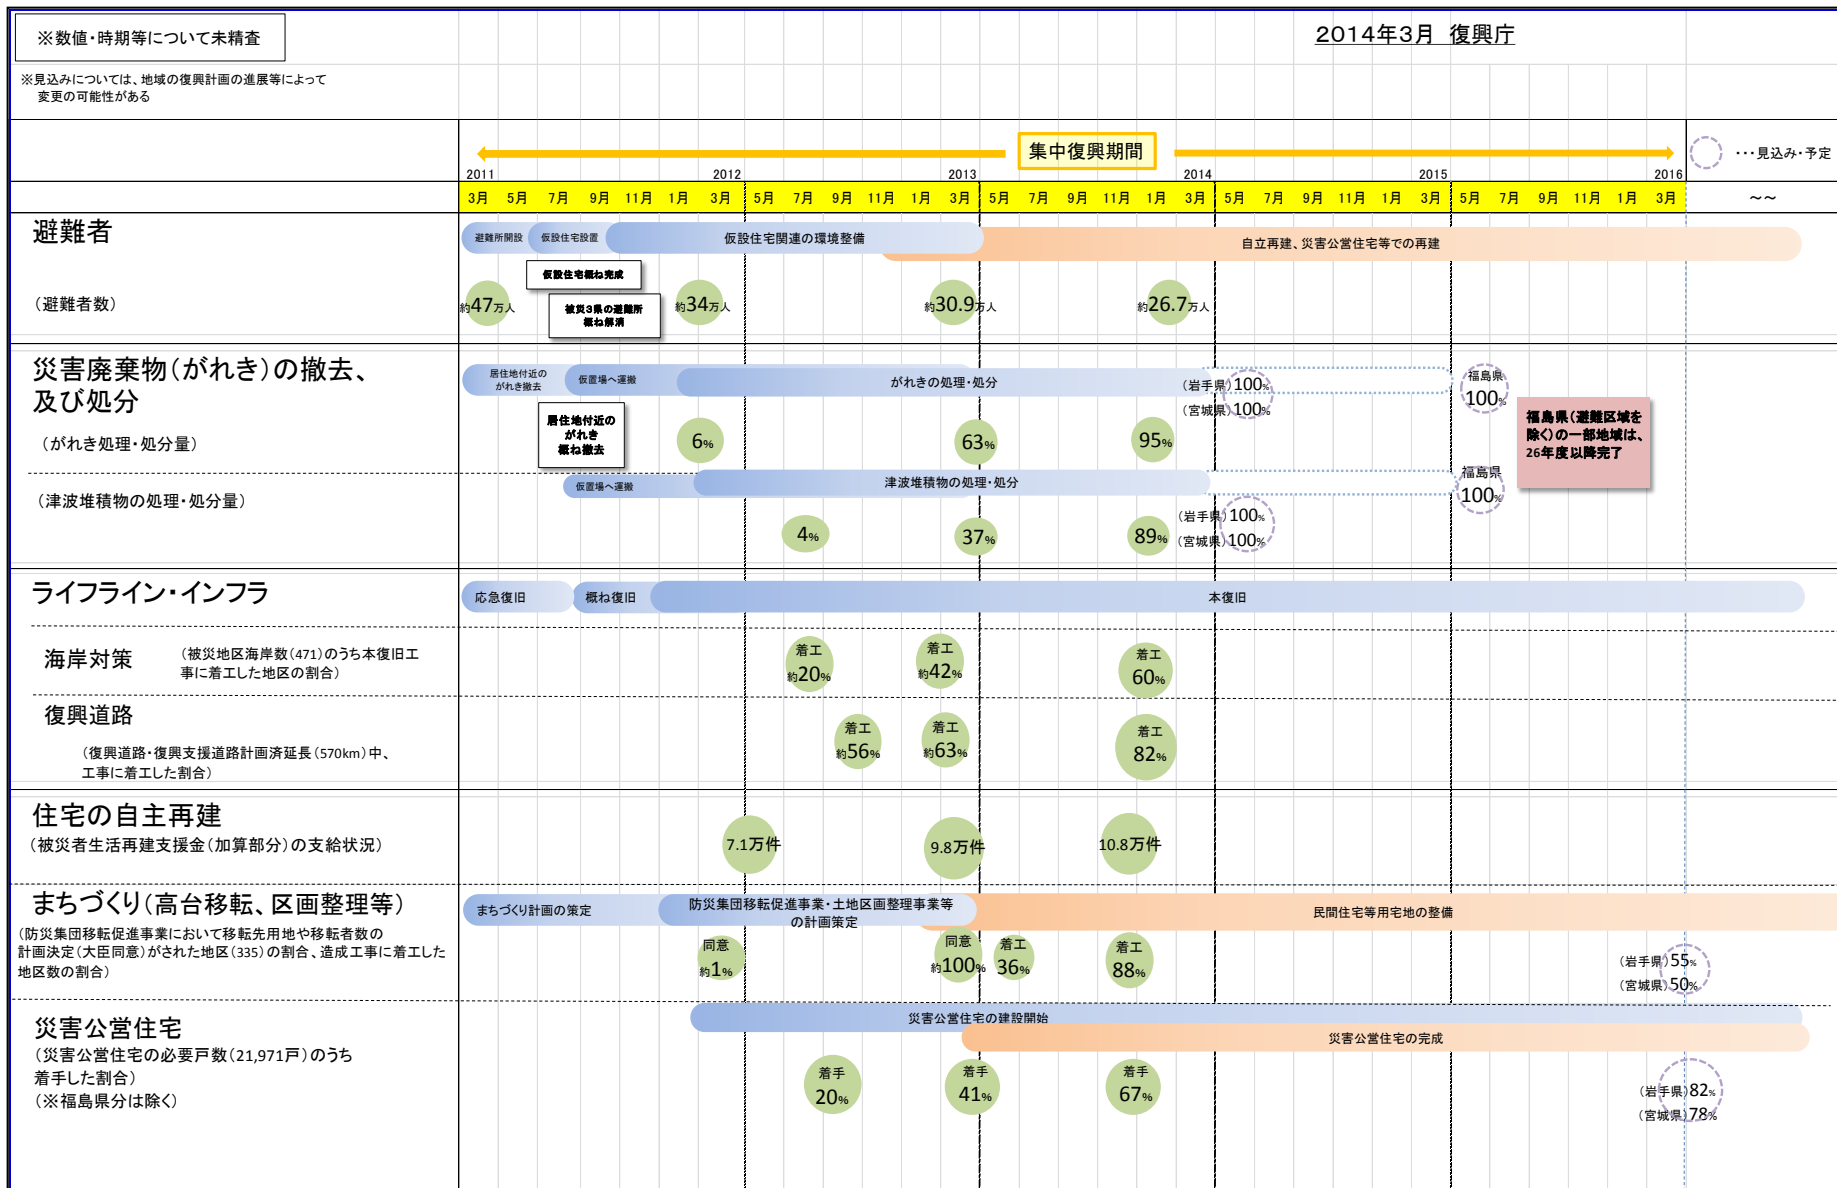 ※数値・時期等について未精査
2014年3月 復興庁
※見込みについては、地域の復興計画の進展等によって
変更の可能性がある
集中復興期間
・・・見込み・予定
2011 2012 2013 2014 2015 2016
3月 5月 7月 9月 11月 1月 3月 5月 7月 9月 11月 1月 3月 5月 7月 9月 11月 1月 3月 5月 7月 9月 11月 1月 3月 5月 7月 9月 11月 1月 3月 ～～
避難者
避難所開設 仮設住宅設置 仮設住宅関連の環境整備 自立再建、災害公営住宅等での再建
仮設住宅概ね完成
(避難者数)
約47万人 約34万人 約30.9万人 約26.7万人
被災3県の避難所
概ね解消
災害廃棄物(がれき)の撤去、
及び処分
居住地付近の
がれき撤去
仮置場へ運搬 がれきの処理・処分
(岩手県)100%
(宮城県)100%
福島県
100%
居住地付近の
がれき
概ね撤去
福島県(避難区域を
除く)の一部地域は、
26年度以降完了
(がれき処理・処分量)
6% 63% 95%
仮置場へ運搬 津波堆積物の処理・処分
福島県
100%
(津波堆積物の処理・処分量)
4% 37% 89%
(岩手県)100%
(宮城県)100%
ライフライン・インフラ
応急復旧 概ね復旧 本復旧
海岸対策
(被災地区海岸数(471)のうち本復旧工
事に着工した地区の割合)
着工 着工 着工
約20% 約42% 60%
復興道路
(復興道路・復興支援道路計画済延長(570km)中、
工事に着工した割合)
着工 着工 着工
約56% 約63% 82%
住宅の自主再建
(被災者生活再建支援金(加算部分)の支給状況)
7.1万件 9.8万件 10.8万件
まちづくり(高台移転、区画整理等)
まちづくり計画の策定
防災集団移転促進事業・土地区画整理事業等
の計画策定
民間住宅等用宅地の整備
(防災集団移転促進事業において移転先用地や移転者数の
計画決定(大臣同意)がされた地区(335)の割合、造成工事に着工した
地区数の割合)
同意 同意 着工 着工
約1% 約100% 36% 88%
(岩手県)55%
(宮城県)50%
災害公営住宅
災害公営住宅の建設開始
災害公営住宅の完成
(災害公営住宅の必要戸数(21,971戸)のうち
着手した割合)
(※福島県分は除く)
着手 着手 着手
20% 41% 67%
(岩手県)82%
(宮城県)78%